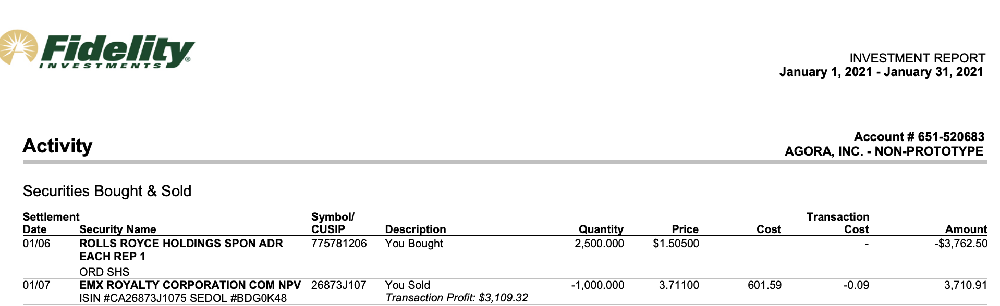 Fidelity®
INVESTMENTS
INVESTMENT REPORT
January 1, 2021 - January 31, 2021
Account # 651-520683
Activity
AGORA, INC. - NON-PROTOTYPE
Securities Bought & Sold
Settlement Symbol/ Transaction
Date Security Name CUSIP Description Quantity Price Cost Cost Amount
01/06 ROLLS ROYCE HOLDINGS SPON ADR 775781206 You Bought 2,500.000 $1.50500 - -$3,762.50
EACH REP 1
ORD SHS
01/07 EMX ROYALTY CORPORATION COM NPV 26873J107 You Sold -1,000.000 3.71100 601.59 -0.09 3,710.91
ISIN #CA26873J1075 SEDOL #BDG0K48 Transaction Profit: $3,109.32